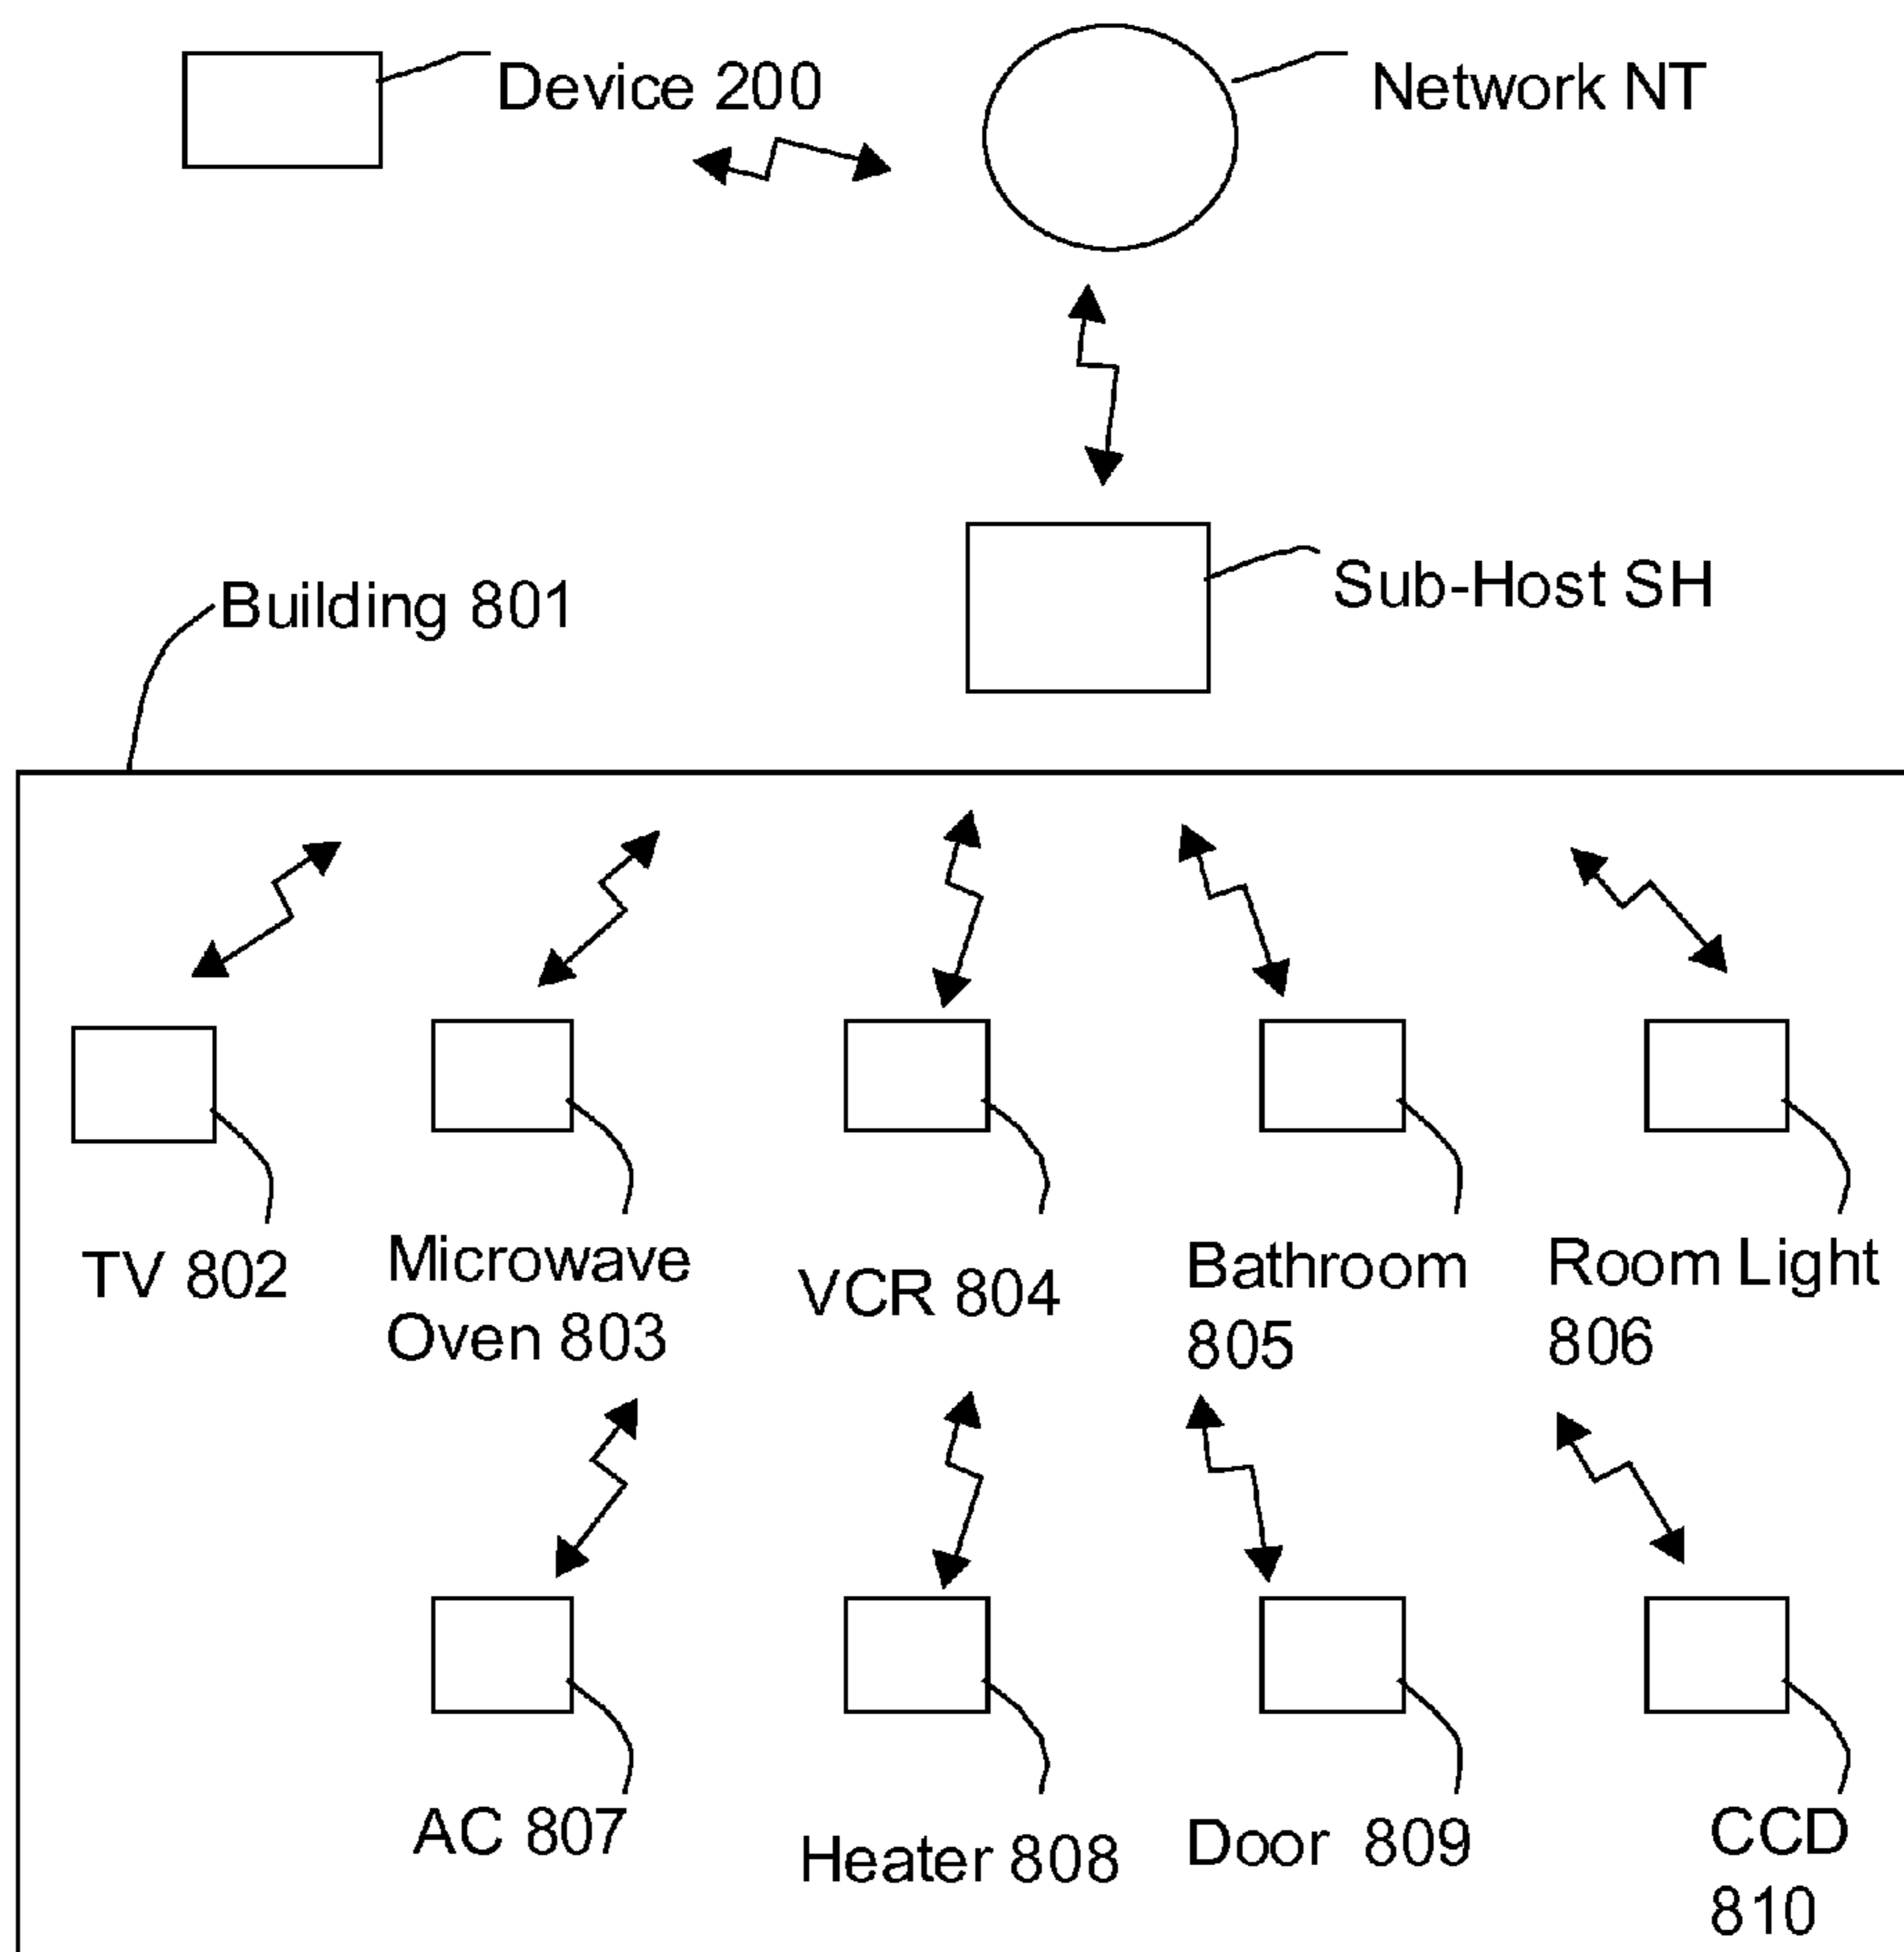 Device 200
Network NT
Sub-Host SH
Building 801
TV 802
Microwave
Oven 803
VCR 804
Bathroom
805
Room Light
806
AC 807
Heater 808
Door 809
CCD
810